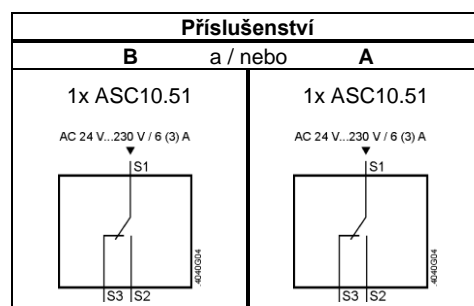 Příslušenství
B a / nebo A
1x ASC10.51 1x ASC10.51
AC 24 V...230 V / 6 (3) A AC 24 V...230 V / 6 (3) A
S1 S1
4040G04 4040G04
S3 S2 S3 S2